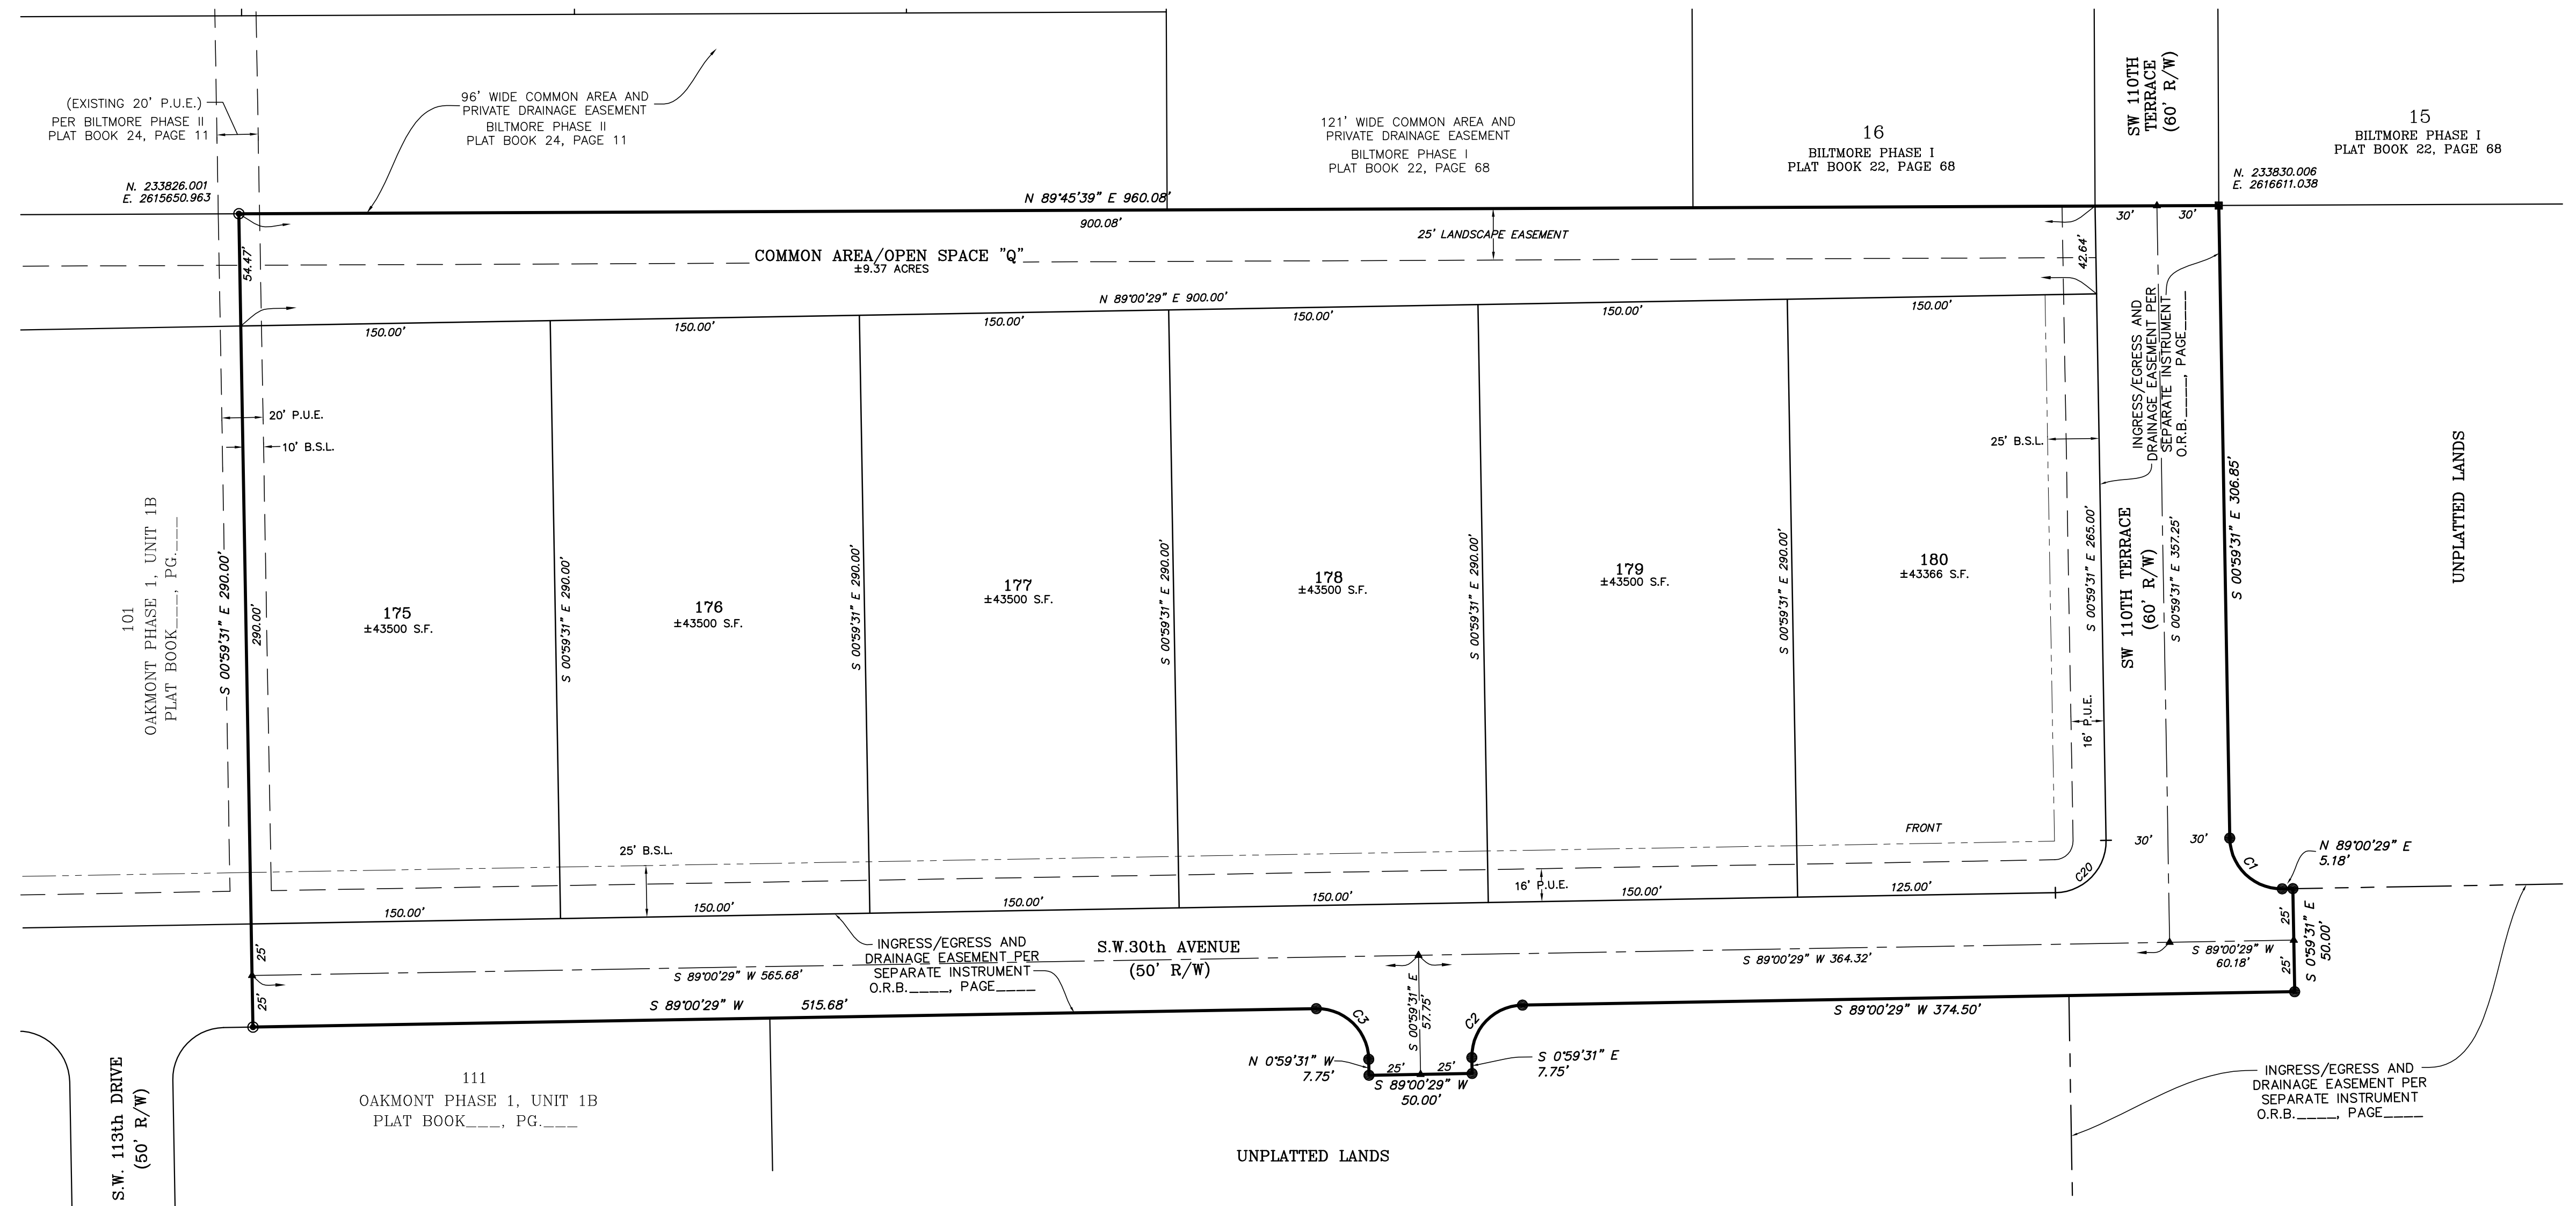 (EXISTING 20' P.U.E.)
PER BILTMORE PHASE II
PLAT BOOK 24, PAGE 11
96' WIDE COMMON AREA AND
PRIVATE DRAINAGE EASEMENT
BILTMORE PHASE II
PLAT BOOK 24, PAGE 11
121' WIDE COMMON AREA AND
PRIVATE DRAINAGE EASEMENT
BILTMORE PHASE I
PLAT BOOK 22, PAGE 68
16
BILTMORE PHASE I
PLAT BOOK 22, PAGE 68
SW 110TH
TERRACE
(60' R/W)
15
BILTMORE PHASE I
PLAT BOOK 22, PAGE 68
N. 233826.001
E. 2615650.963
N. 233830.006
E. 2616611.038
N 89°45'39" E 960.08'
900.08'
30'
30'
25' LANDSCAPE EASEMENT
COMMON AREA/OPEN SPACE "Q"
±9.37 ACRES
54.47'
42.64'
N 89°00'29" E 900.00'
150.00'
150.00'
150.00'
150.00'
150.00'
150.00'
INGRESS/EGRESS AND
DRAINAGE EASEMENT PER
SEPARATE INSTRUMENT
O.R.B.____, PAGE____
20' P.U.E.
10' B.S.L.
25' B.S.L.
101
OAKMONT PHASE 1, UNIT 1B
PLAT BOOK___, PG.___
S 00°59'31" E 290.00'
290.00'
175
±43500 S.F.
S 00°59'31" E 290.00'
176
±43500 S.F.
S 00°59'31" E 290.00'
177
±43500 S.F.
S 00°59'31" E 290.00'
178
±43500 S.F.
S 00°59'31" E 290.00'
179
±43500 S.F.
S 00°59'31" E 290.00'
180
±43366 S.F.
S 00°59'31" E 265.00'
SW 110TH TERRACE
(60' R/W)
S 00°59'31" E 357.25'
S 00°59'31" E 306.85'
UNPLATTED LANDS
16' P.U.E.
FRONT
30'
30'
C20
C1
N 89°00'29" E
5.18'
25' B.S.L.
16' P.U.E.
150.00'
150.00'
150.00'
150.00'
150.00'
125.00'
25'
25'
INGRESS/EGRESS AND
DRAINAGE EASEMENT PER
SEPARATE INSTRUMENT
O.R.B.____, PAGE____
S.W.30th AVENUE
(50' R/W)
S 89°00'29" W 565.68'
S 89°00'29" W 364.32'
S 89°00'29" W
60.18'
25'
25'
S 0°59'31" E
50.00'
S 89°00'29" W 515.68'
C3
C2
S 00°59'31" E
57.75'
S 89°00'29" W 374.50'
N 0°59'31" W
7.75'
25'
25'
S 89°00'29" W
50.00'
S 0°59'31" E
7.75'
S.W. 113th DRIVE
(50' R/W)
111
OAKMONT PHASE 1, UNIT 1B
PLAT BOOK___, PG.___
UNPLATTED LANDS
INGRESS/EGRESS AND
DRAINAGE EASEMENT PER
SEPARATE INSTRUMENT
O.R.B.____, PAGE____